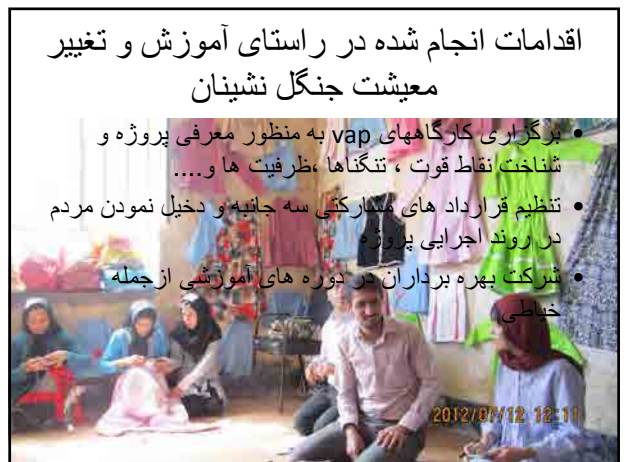 اقدامات انجام شده در راستای آموزش و تغییر
معیشت جنگل نشینان
• برگزاری کارگاههای vap به منظور معرفی پروژه و
شناخت نقاط قوت ، تنگناها ،ظرفیت ها و....
• تنظیم قرارداد های مشارکتی سه جانبه و دخیل نمودن مردم
در روند اجرایی پروژه
• شرکت بهره برداران در دوره های آموزشی ازجمله
خیاطی
2012/07/12 12:11